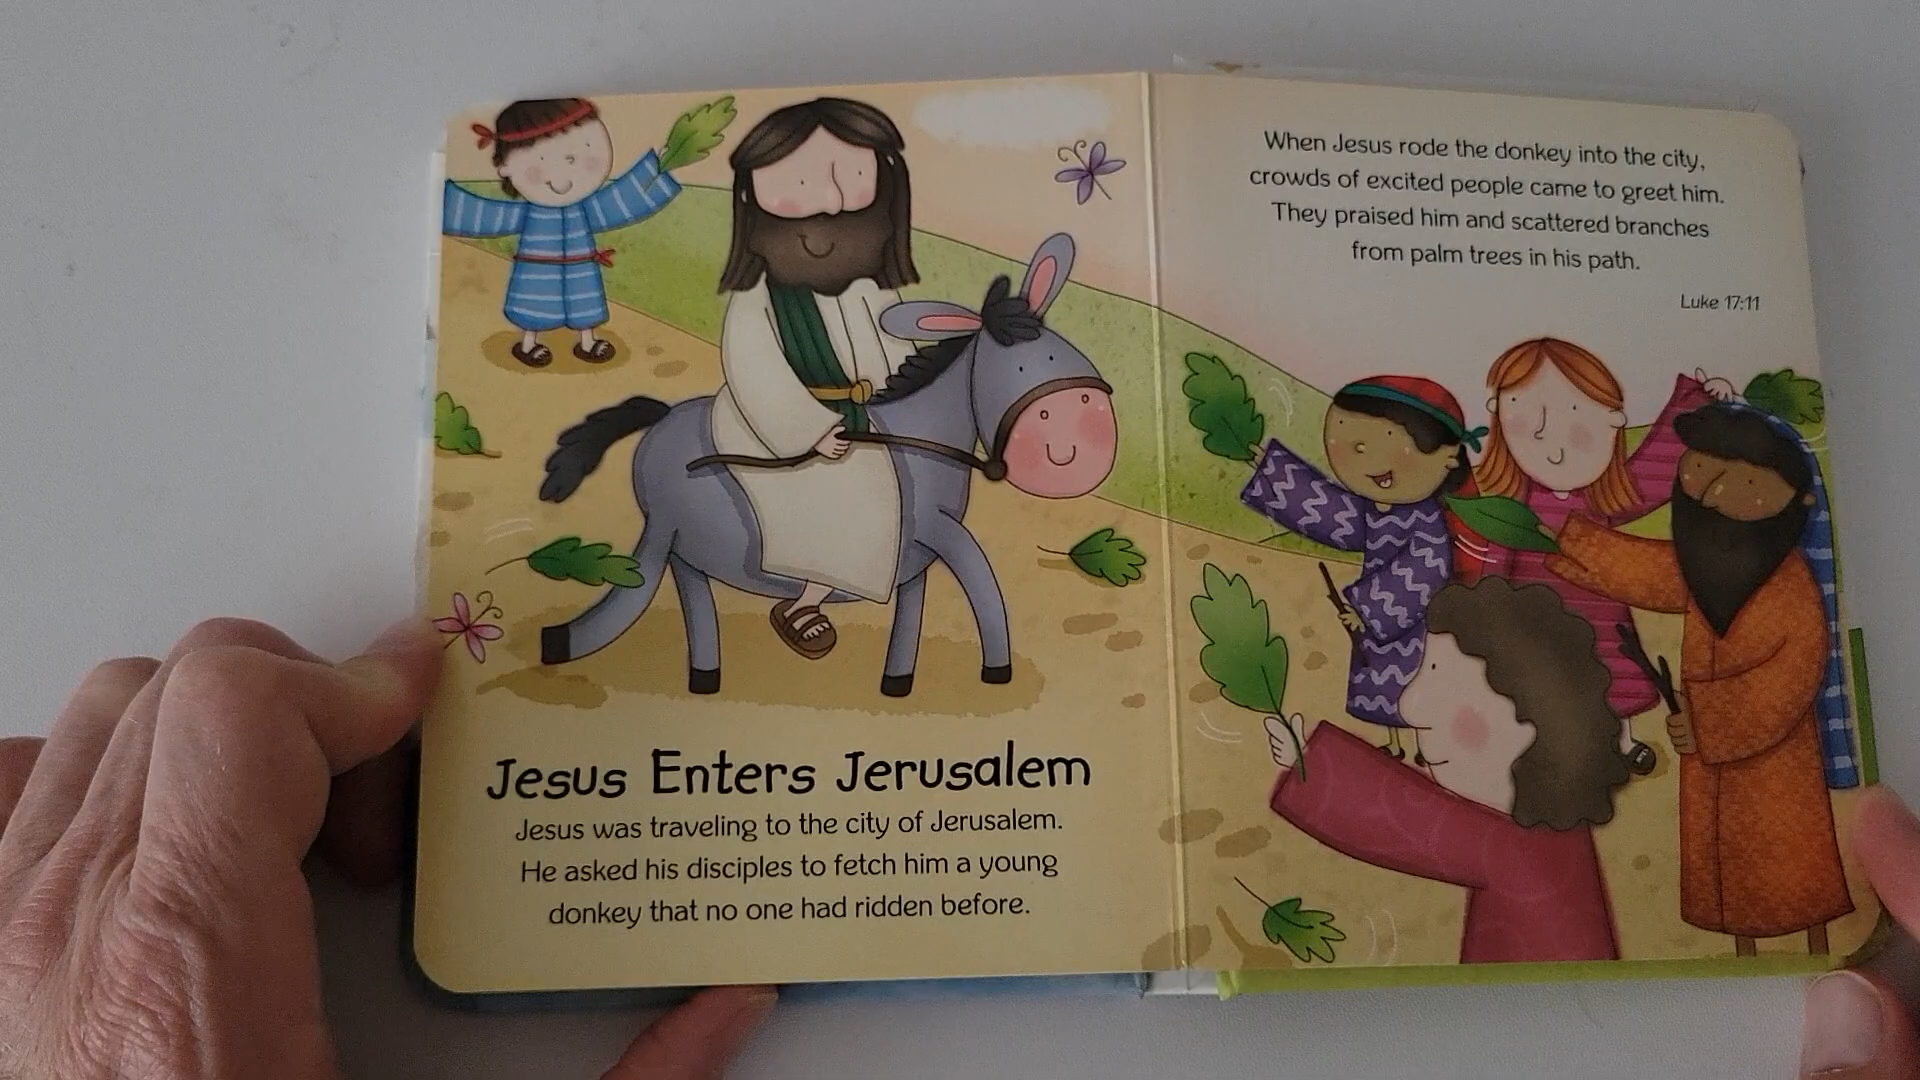 Jesus Enters Jerusalem
Jesus was traveling to the city of Jerusalem.
He asked his disciples to fetch him a young
donkey that no one had ridden before.
When Jesus rode the donkey into the city,
crowds of excited people came to greet him.
They praised him and scattered branches
from palm trees in his path.
Luke 17:11